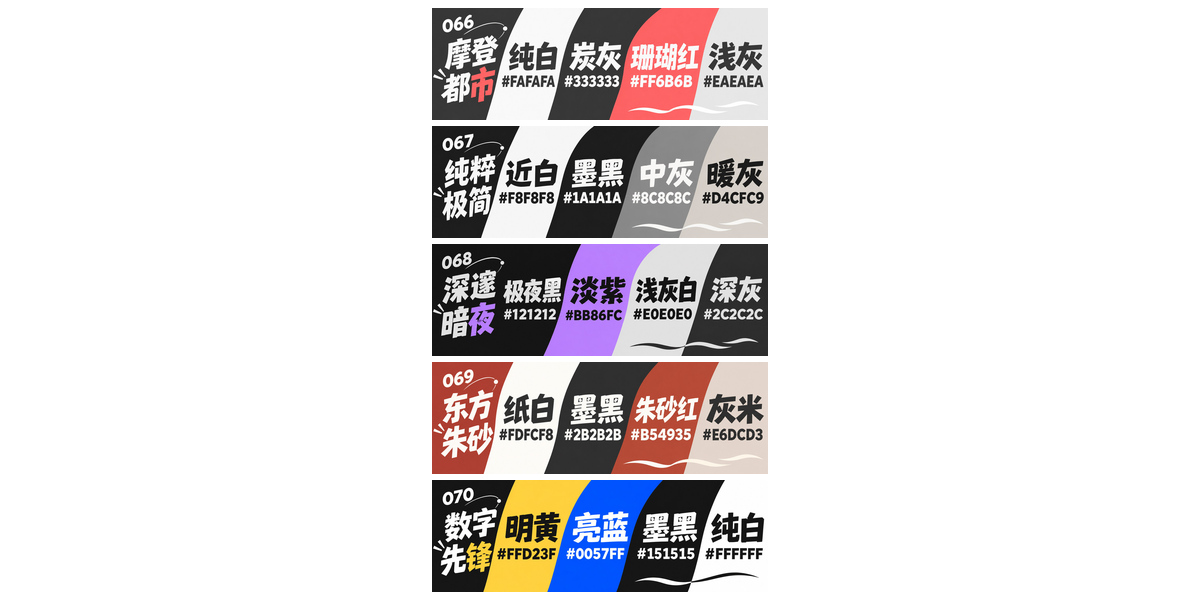 066
摩登
都市
纯白
#FAFAFA
炭灰
#333333
珊瑚红
#FF6B6B
浅灰
#EAEAEA
067
纯粹
极简
近白
#F8F8F8
墨黑
#1A1A1A
中灰
#8C8C8C
暖灰
#D4CFC9
068
深邃
暗夜
极夜黑
#121212
淡紫
#BB86FC
浅灰白
#E0E0E0
深灰
#2C2C2C
069
东方
朱砂
纸白
#FDFCF8
墨黑
#2B2B2B
朱砂红
#B54935
灰米
#E6DCD3
070
数字
先锋
明黄
#FFD23F
亮蓝
#0057FF
墨黑
#151515
纯白
#FFFFFF